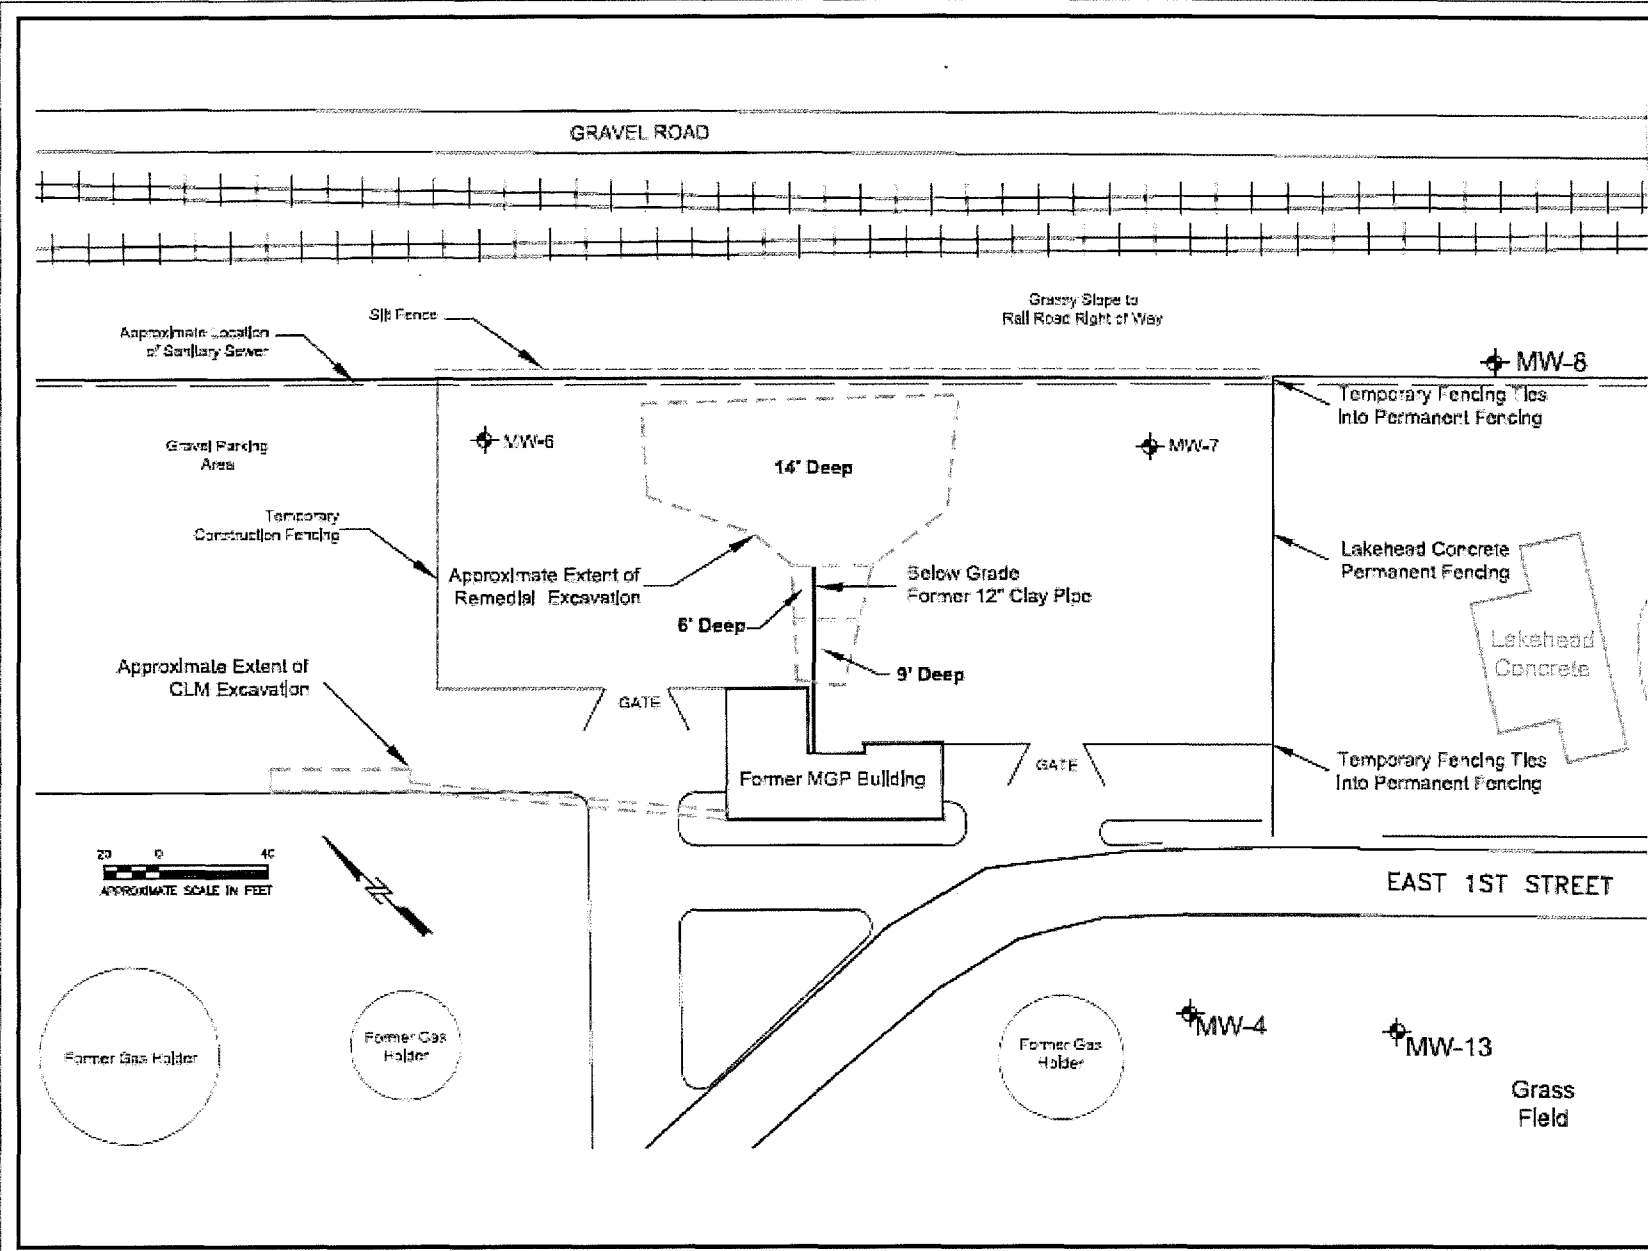 GRAVEL ROAD
Grassy Slope to
Rail Road Right of Way
Silt Fence
Approximate Location
of Sanitary Sewer
MW-8
Temporary Fencing Ties
Into Permanent Fencing
MW-6
MW-7
Gravel Parking
Area
14' Deep
Temporary
Construction Fencing
Lakehead Concrete
Permanent Fencing
Approximate Extent of
Remedial Excavation
Below Grade
Former 12" Clay Pipe
6' Deep
Lakehead
Concrete
Approximate Extent of
CLM Excavation
9' Deep
GATE
GATE
Former MGP Building
Temporary Fencing Ties
Into Permanent Fencing
20 0 40
APPROXIMATE SCALE IN FEET
N
EAST 1ST STREET
Former Gas Holder
Former Gas
Holder
Former Gas
Holder
MW-4
MW-13
Grass
Field